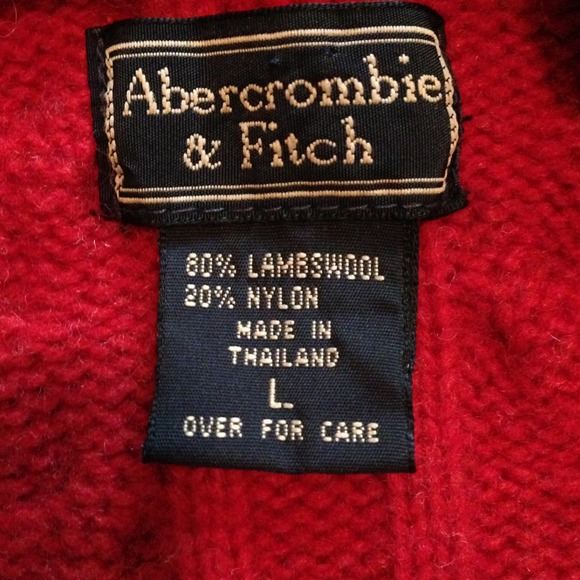 Abercrombie
& Fitch
80% LAMBSWOOL
20% NYLON
MADE IN
THAILAND
L
OVER FOR CARE